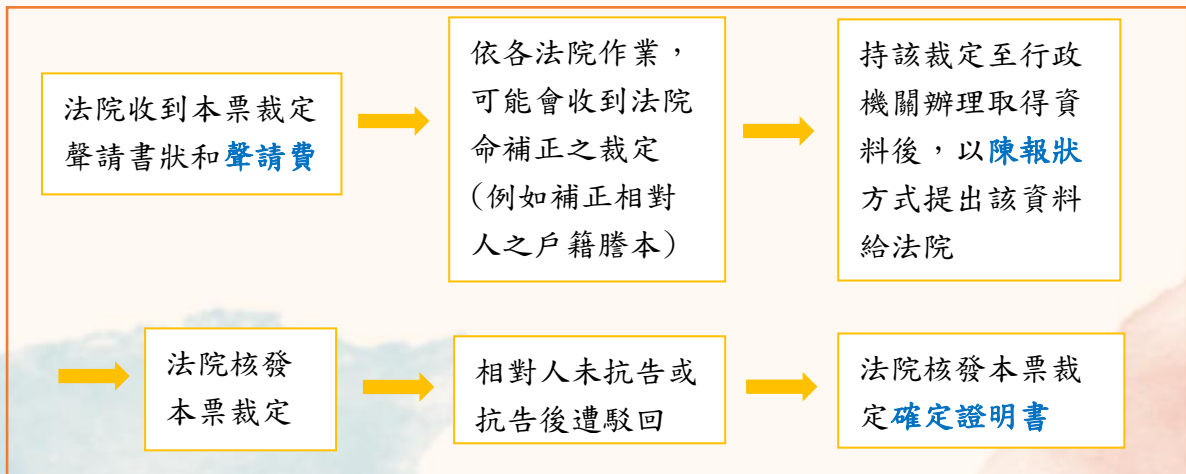 法院收到本票裁定
聲請書狀和聲請費
依各法院作業，
可能會收到法院
命補正之裁定
(例如補正相對
人之戶籍謄本)
持該裁定至行政
機關辦理取得資
料後，以陳報狀
方式提出該資料
給法院
法院核發
本票裁定
相對人未抗告或
抗告後遭駁回
法院核發本票裁
定確定證明書